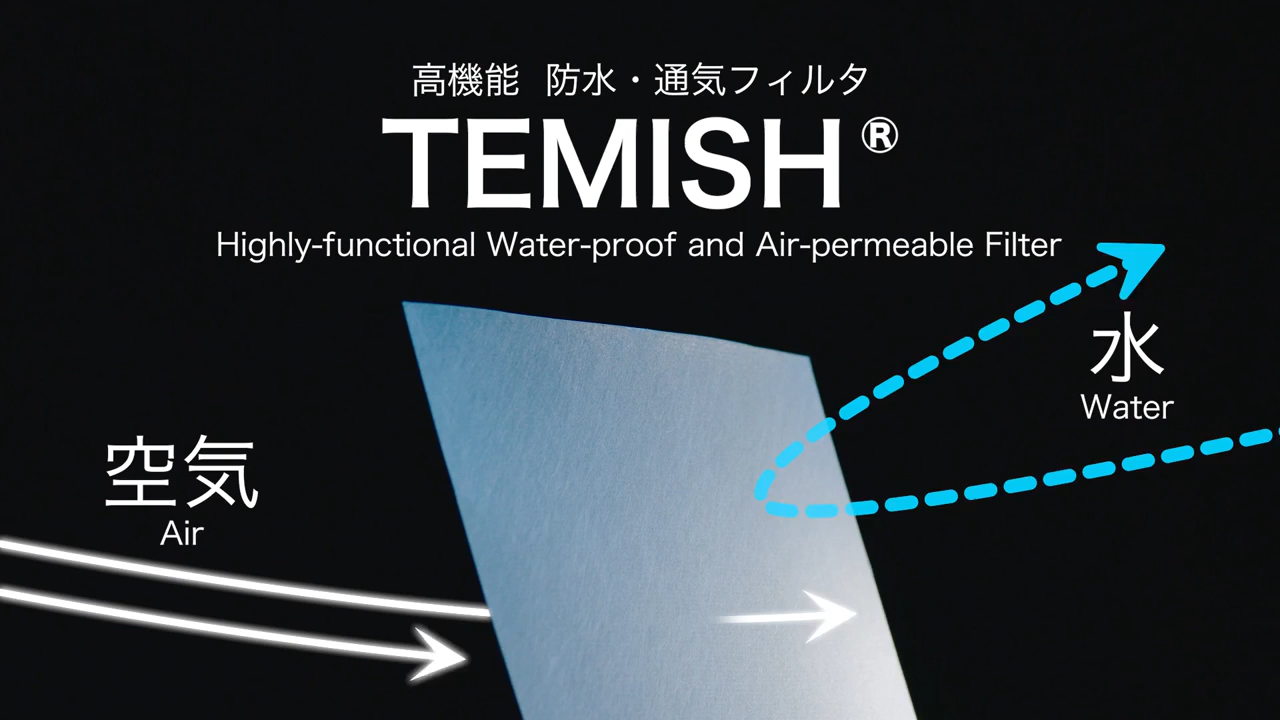 高機能 防水・通気フィルタ
TEMISH®
Highly-functional Water-proof and Air-permeable Filter
水
Water
空気
Air